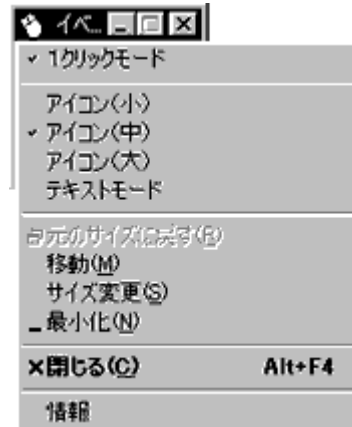 イベ...
1クリックモード
アイコン(小)
アイコン(中)
アイコン(大)
テキストモード
元のサイズに戻す(R)
移動(M)
サイズ変更(S)
最小化(N)
閉じる(C) Alt+F4
情報